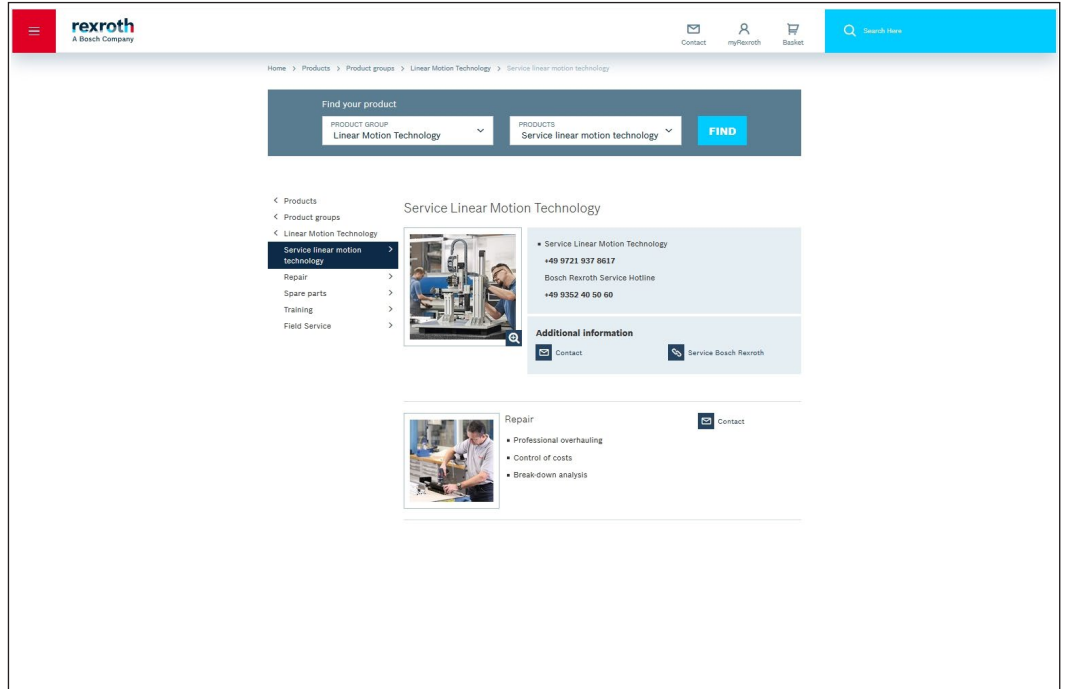 rexroth
A Bosch Company
Contact
myRexroth
Basket
Search Here
Home > Products > Product groups > Linear Motion Technology > Service linear motion technology
Find your product
PRODUCT GROUP
Linear Motion Technology
PRODUCTS
Service linear motion technology
FIND
Products
Product groups
Linear Motion Technology
Service linear motion
technology
Repair
Spare parts
Training
Field Service
Service Linear Motion Technology
▪ Service Linear Motion Technology
+49 9721 937 8617
Bosch Rexroth Service Hotline
+49 9352 40 50 60
Additional information
Contact
Service Bosch Rexroth
Repair
▪ Professional overhauling
▪ Control of costs
▪ Break-down analysis
Contact